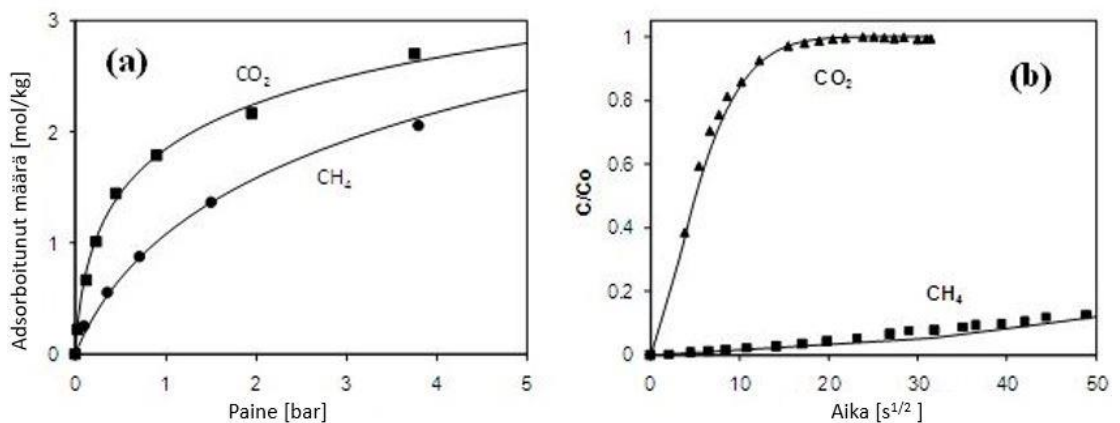 (a)
Adsorboitunut määrä [mol/kg]
3
2
1
0
CO₂
CH₄
0 1 2 3 4 5
Paine [bar]
(b)
C/Co
1
0.8
0.6
0.4
0.2
0
CO₂
CH₄
0 10 20 30 40 50
Aika [s¹/² ]